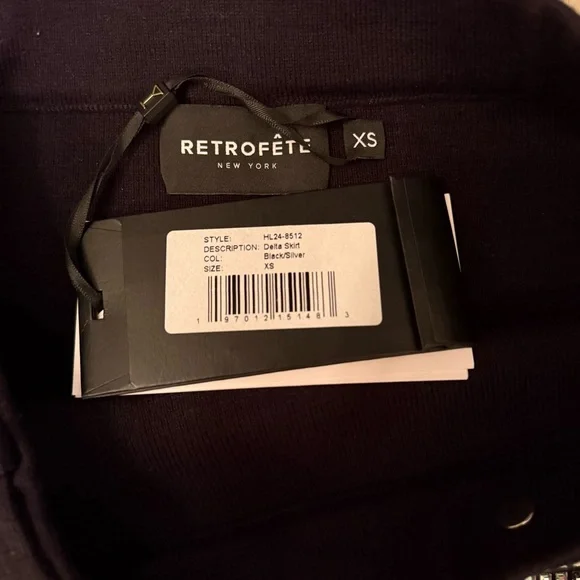 RETROFÊTE
NEW YORK
XS
STYLE: HL24-8512
DESCRIPTION: Delta Skirt
COL: Black/Silver
SIZE: XS
1 97012 15148 3